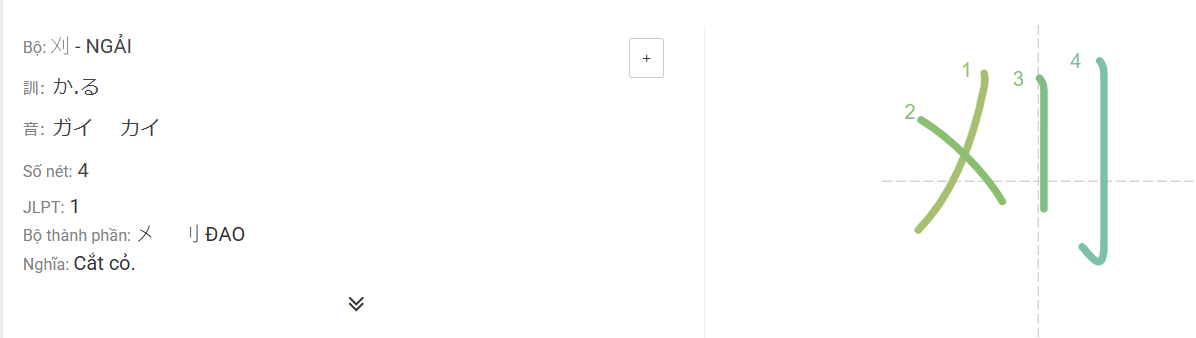 Bộ: 刈 - NGẢI
+
訓: か.る
音: ガイ カイ
Số nét: 4
JLPT: 1
Bộ thành phần: メ 刂 ĐAO
Nghĩa: Cắt cỏ.
刈
1
2
3
4